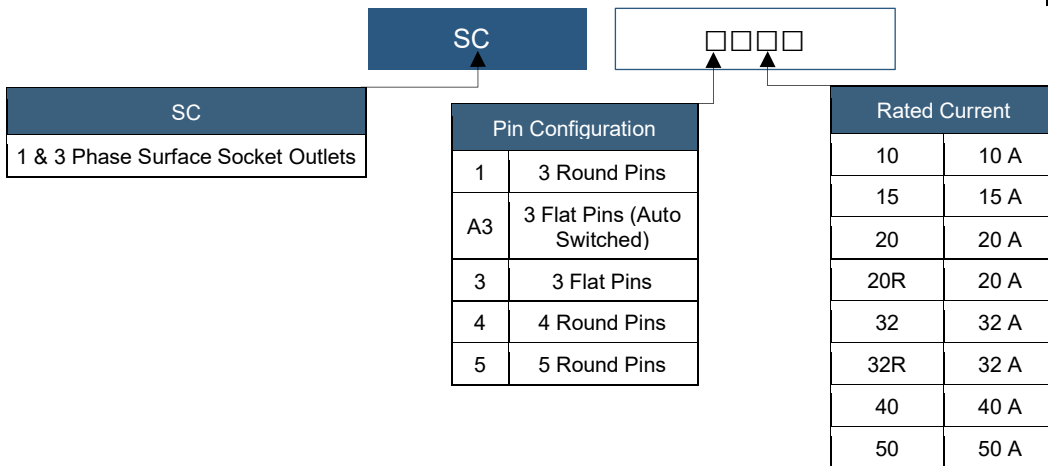 SC
□□□□
SC
1 & 3 Phase Surface Socket Outlets
Pin Configuration
1 3 Round Pins
A3 3 Flat Pins (Auto
Switched)
3 3 Flat Pins
4 4 Round Pins
5 5 Round Pins
Rated Current
10 10 A
15 15 A
20 20 A
20R 20 A
32 32 A
32R 32 A
40 40 A
50 50 A